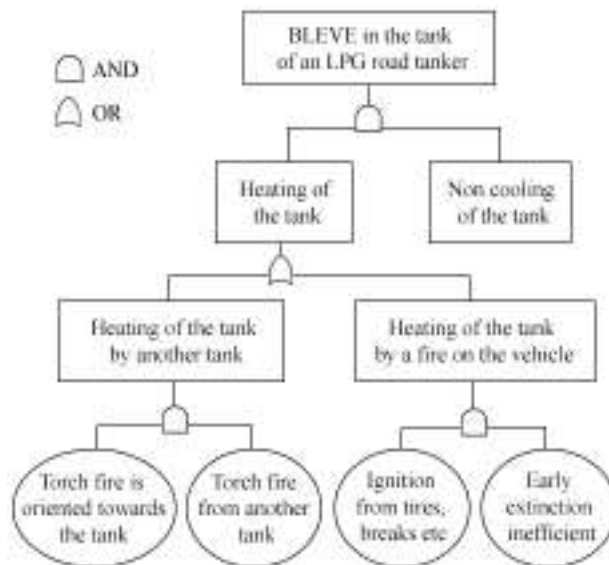 BLEVE in the tank
of an LPG road tanker
AND
OR
Heating of
the tank
Non cooling
of the tank
Heating of the tank
by another tank
Heating of the tank
by a fire on the vehicle
Torch fire is
oriented towards
the tank
Torch fire
from another
tank
Ignition
from tires,
breaks etc
Early
extinction
inefficient